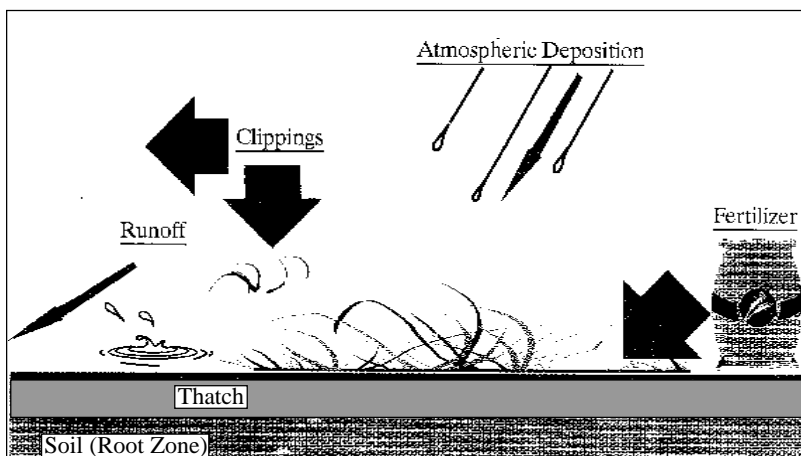 Atmospheric Deposition
Clippings
Fertilizer
Runoff
Thatch
Soil (Root Zone)